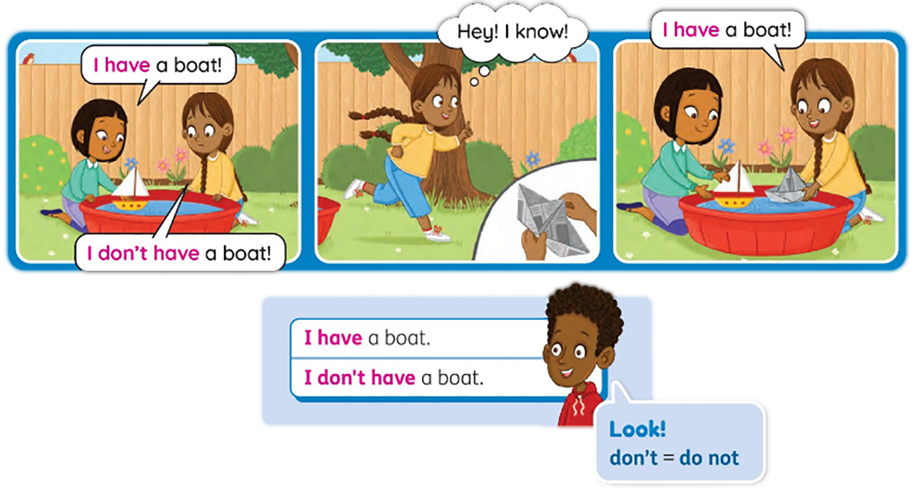 I have a boat!
I don't have a boat!
Hey! I know!
I have a boat!
I have a boat.
I don't have a boat.
Look!
don't = do not